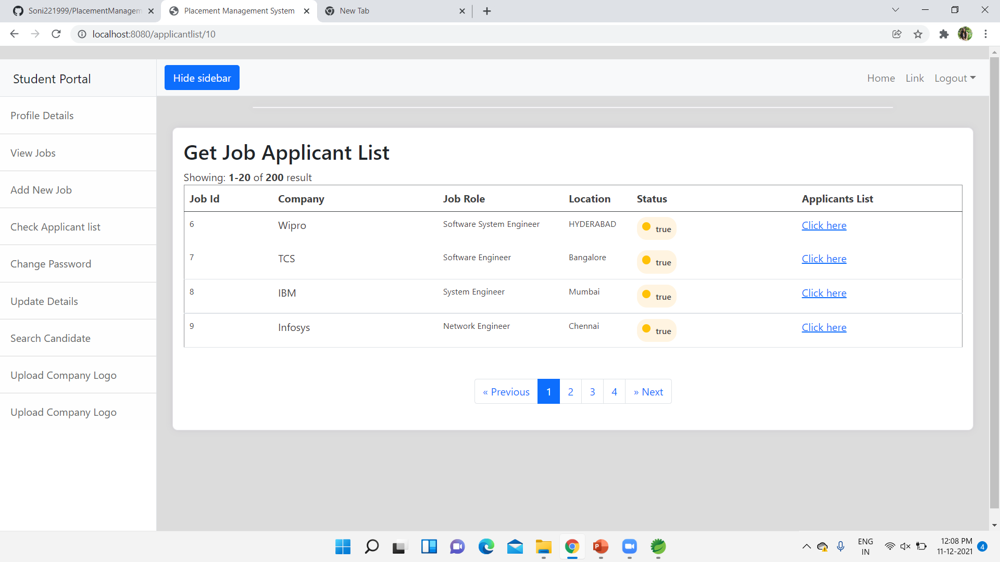 Soni221999/PlacementManagem
Placement Management System
New Tab
localhost:8080/applicantlist/10
Student Portal
Hide sidebar
Home Link Logout
Profile Details
View Jobs
Add New Job
Check Applicant list
Change Password
Update Details
Search Candidate
Upload Company Logo
Upload Company Logo
Get Job Applicant List
Showing: 1-20 of 200 result
Job Id Company Job Role Location Status Applicants List
6 Wipro Software System Engineer HYDERABAD true Click here
7 TCS Software Engineer Bangalore true Click here
8 IBM System Engineer Mumbai true Click here
9 Infosys Network Engineer Chennai true Click here
« Previous 1 2 3 4 » Next
ENG
IN
12:08 PM
11-12-2021
4